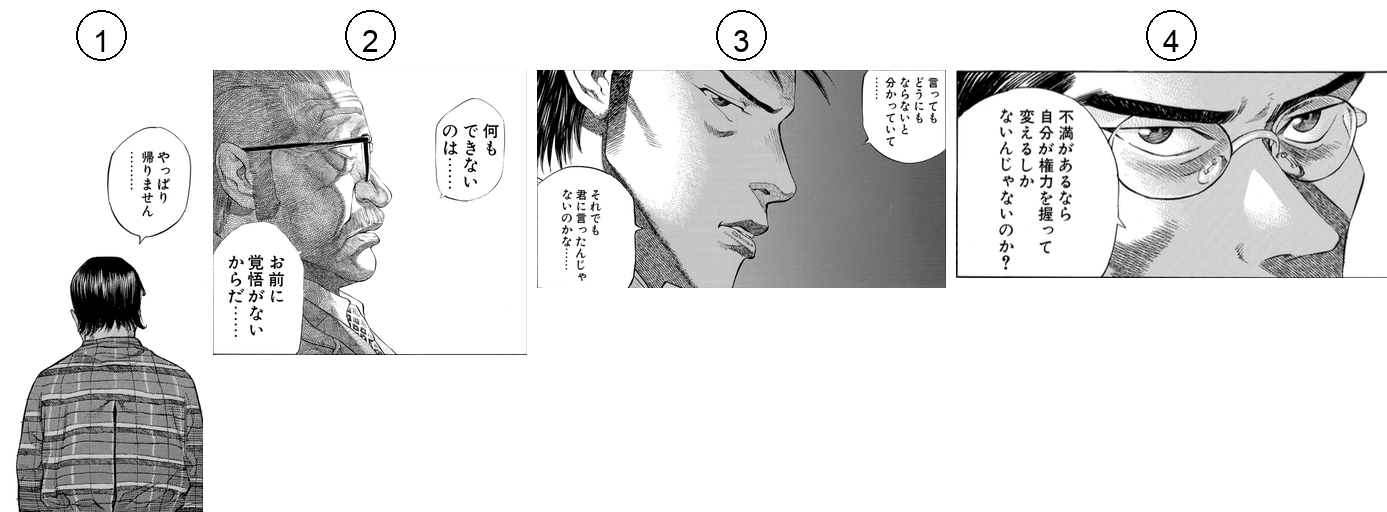 1
2
3
4
やっぱり
帰りません
………
何も
できない
のは……
お前に
覚悟がない
からだ……
言っても
どうにも
ならないと
分かっていて
……
それでも
君に言ったんじゃ
ないのかな……
不満があるなら
自分が権力を握って
変えるしか
ないんじゃないのか？